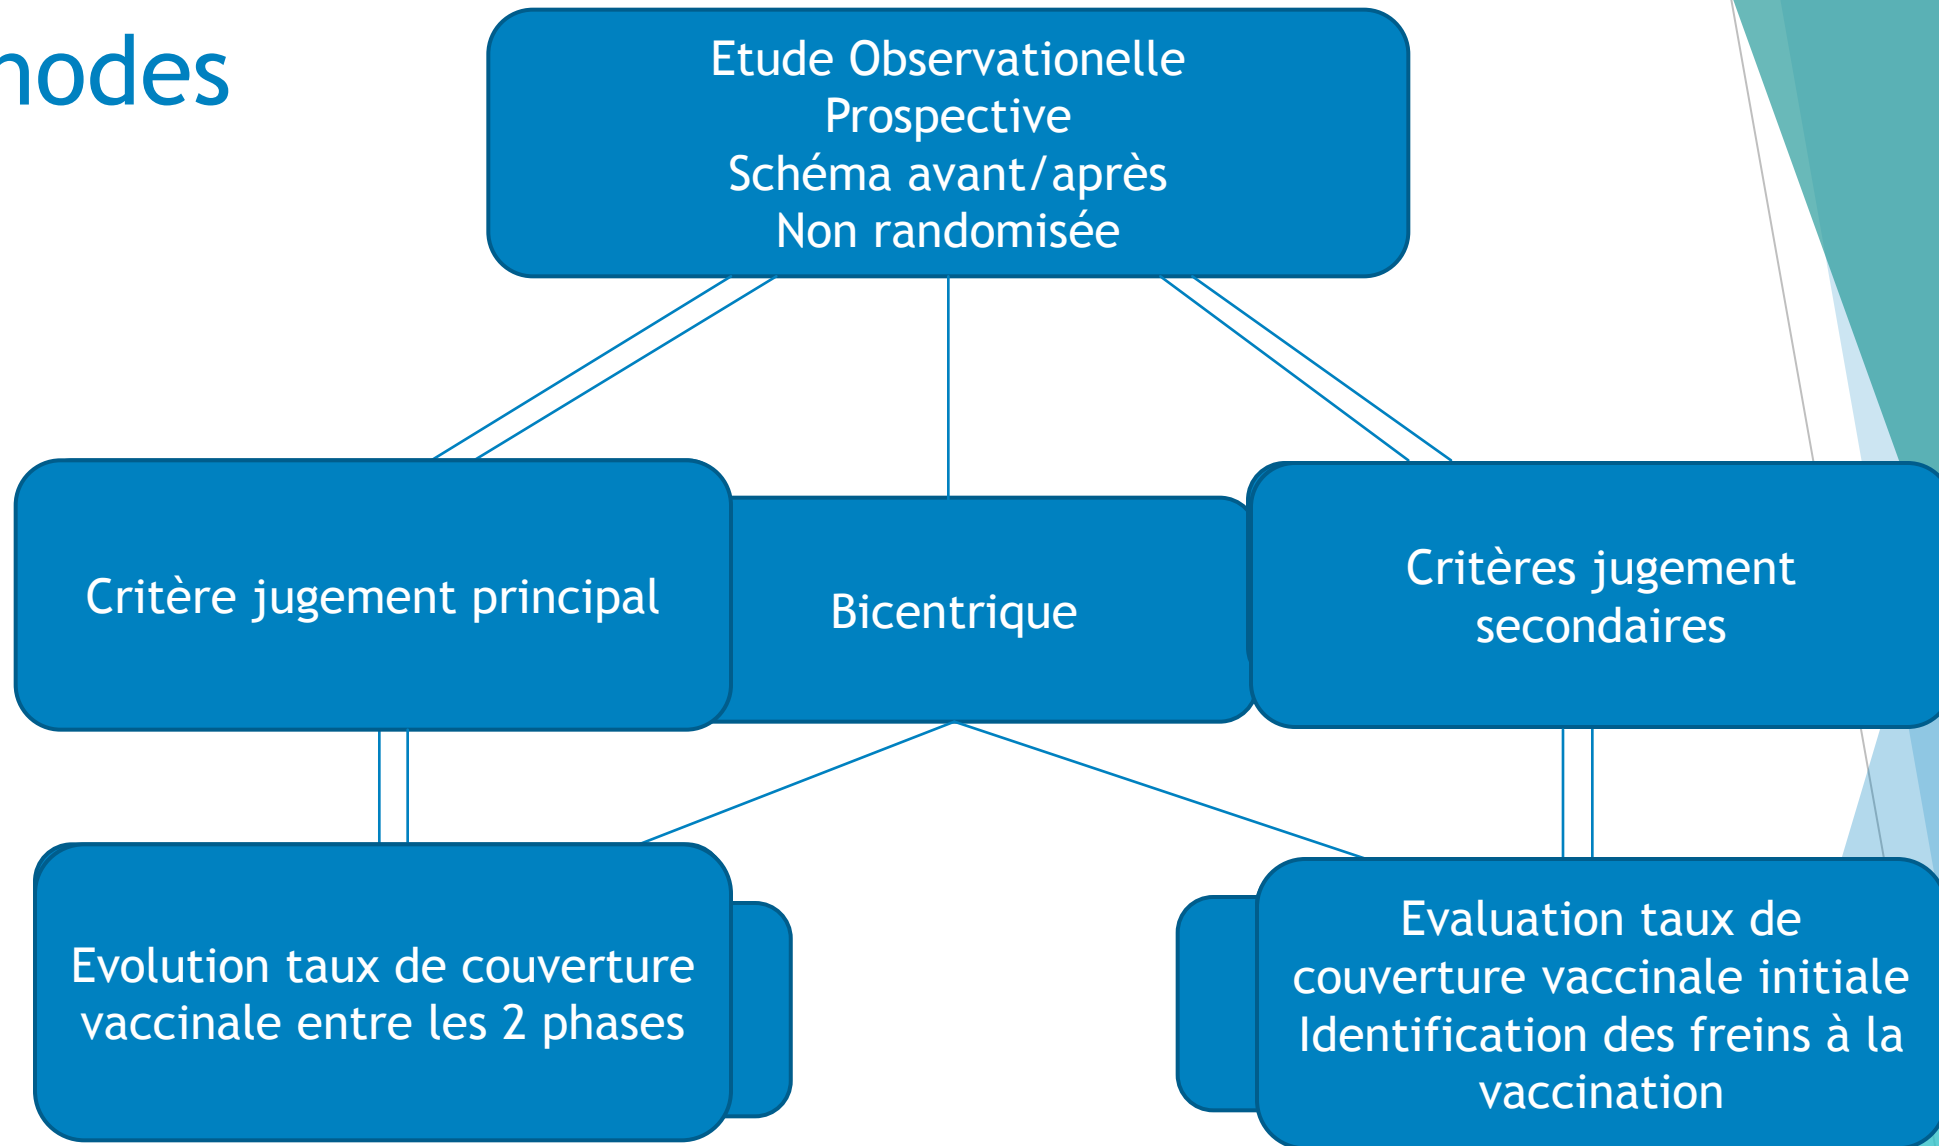 hodes
Etude Observationelle
Prospective
Schéma avant/après
Non randomisée
Critère jugement principal
Bicentrique
Critères jugement
secondaires
Evolution taux de couverture
vaccinale entre les 2 phases
Evaluation taux de
couverture vaccinale initiale
Identification des freins à la
vaccination